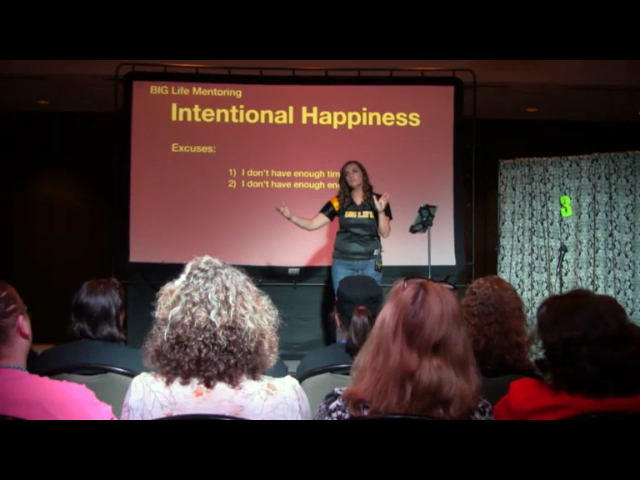 BIG Life Mentoring
Intentional Happiness
Excuses:
1) I don't have enough
2) I don't have enough
BIG LIFE
3